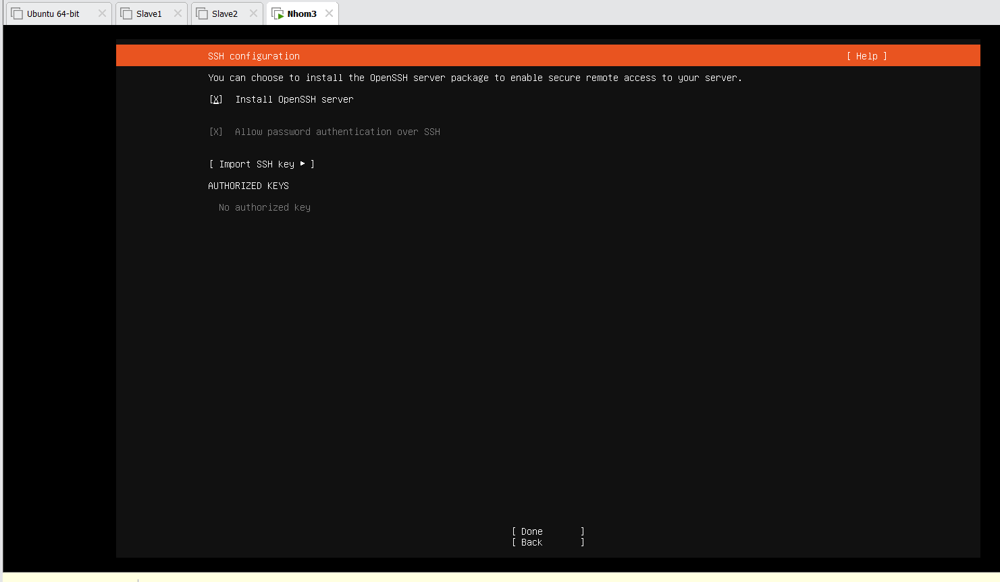 Ubuntu 64-bit Slave1 Slave2 Nhom3
SSH configuration [ Help ]
You can choose to install the OpenSSH server package to enable secure remote access to your server.
[X] Install OpenSSH server
[X] Allow password authentication over SSH
[ Import SSH key ▸ ]
AUTHORIZED KEYS
No authorized key
[ Done ]
[ Back ]